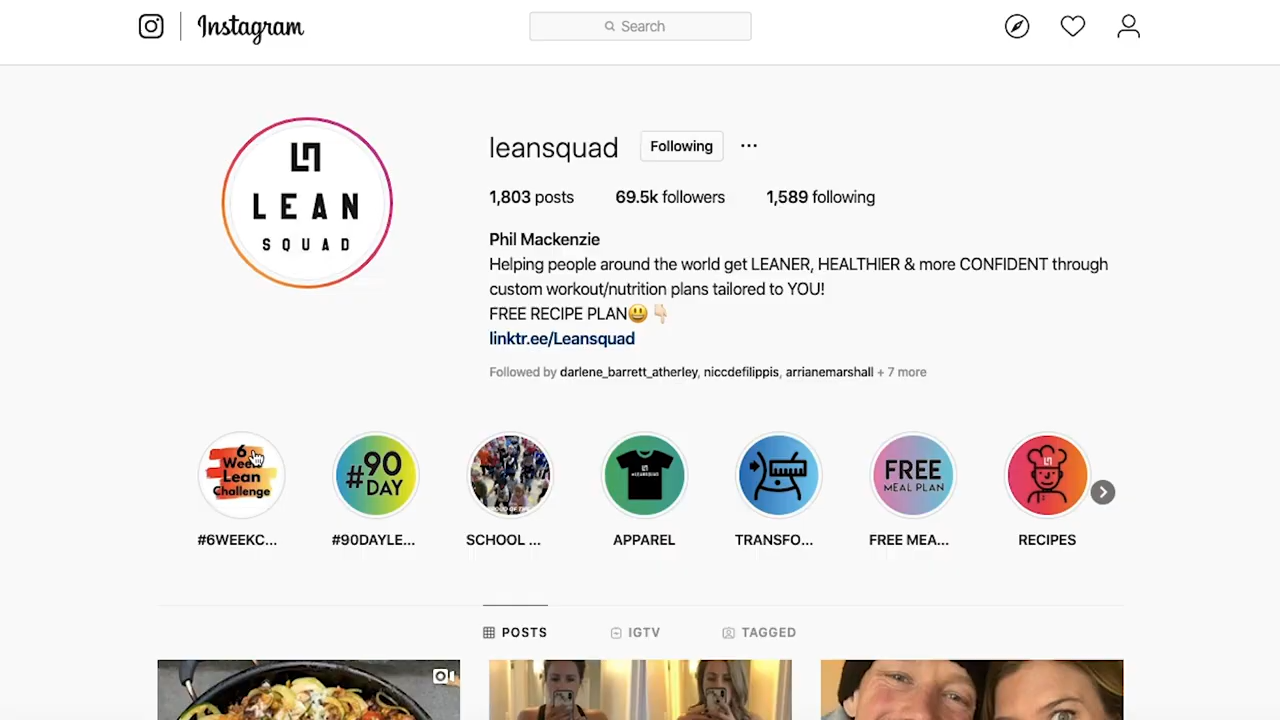 Instagram
Search
LEAN
SQUAD
leansquad
Following
1,803 posts 69.5k followers 1,589 following
Phil Mackenzie
Helping people around the world get LEANER, HEALTHIER & more CONFIDENT through
custom workout/nutrition plans tailored to YOU!
FREE RECIPE PLAN😃👇🏻
linktr.ee/Leansquad
Followed by darlene_barrett_atherley, niccdefilippis, arrianemarshall + 7 more
6
Week
Lean
Challenge
#90
DAY
FREE
MEAL PLAN
#6WEEKC... #90DAYLE... SCHOOL ... APPAREL TRANSFO... FREE MEA... RECIPES
POSTS IGTV TAGGED